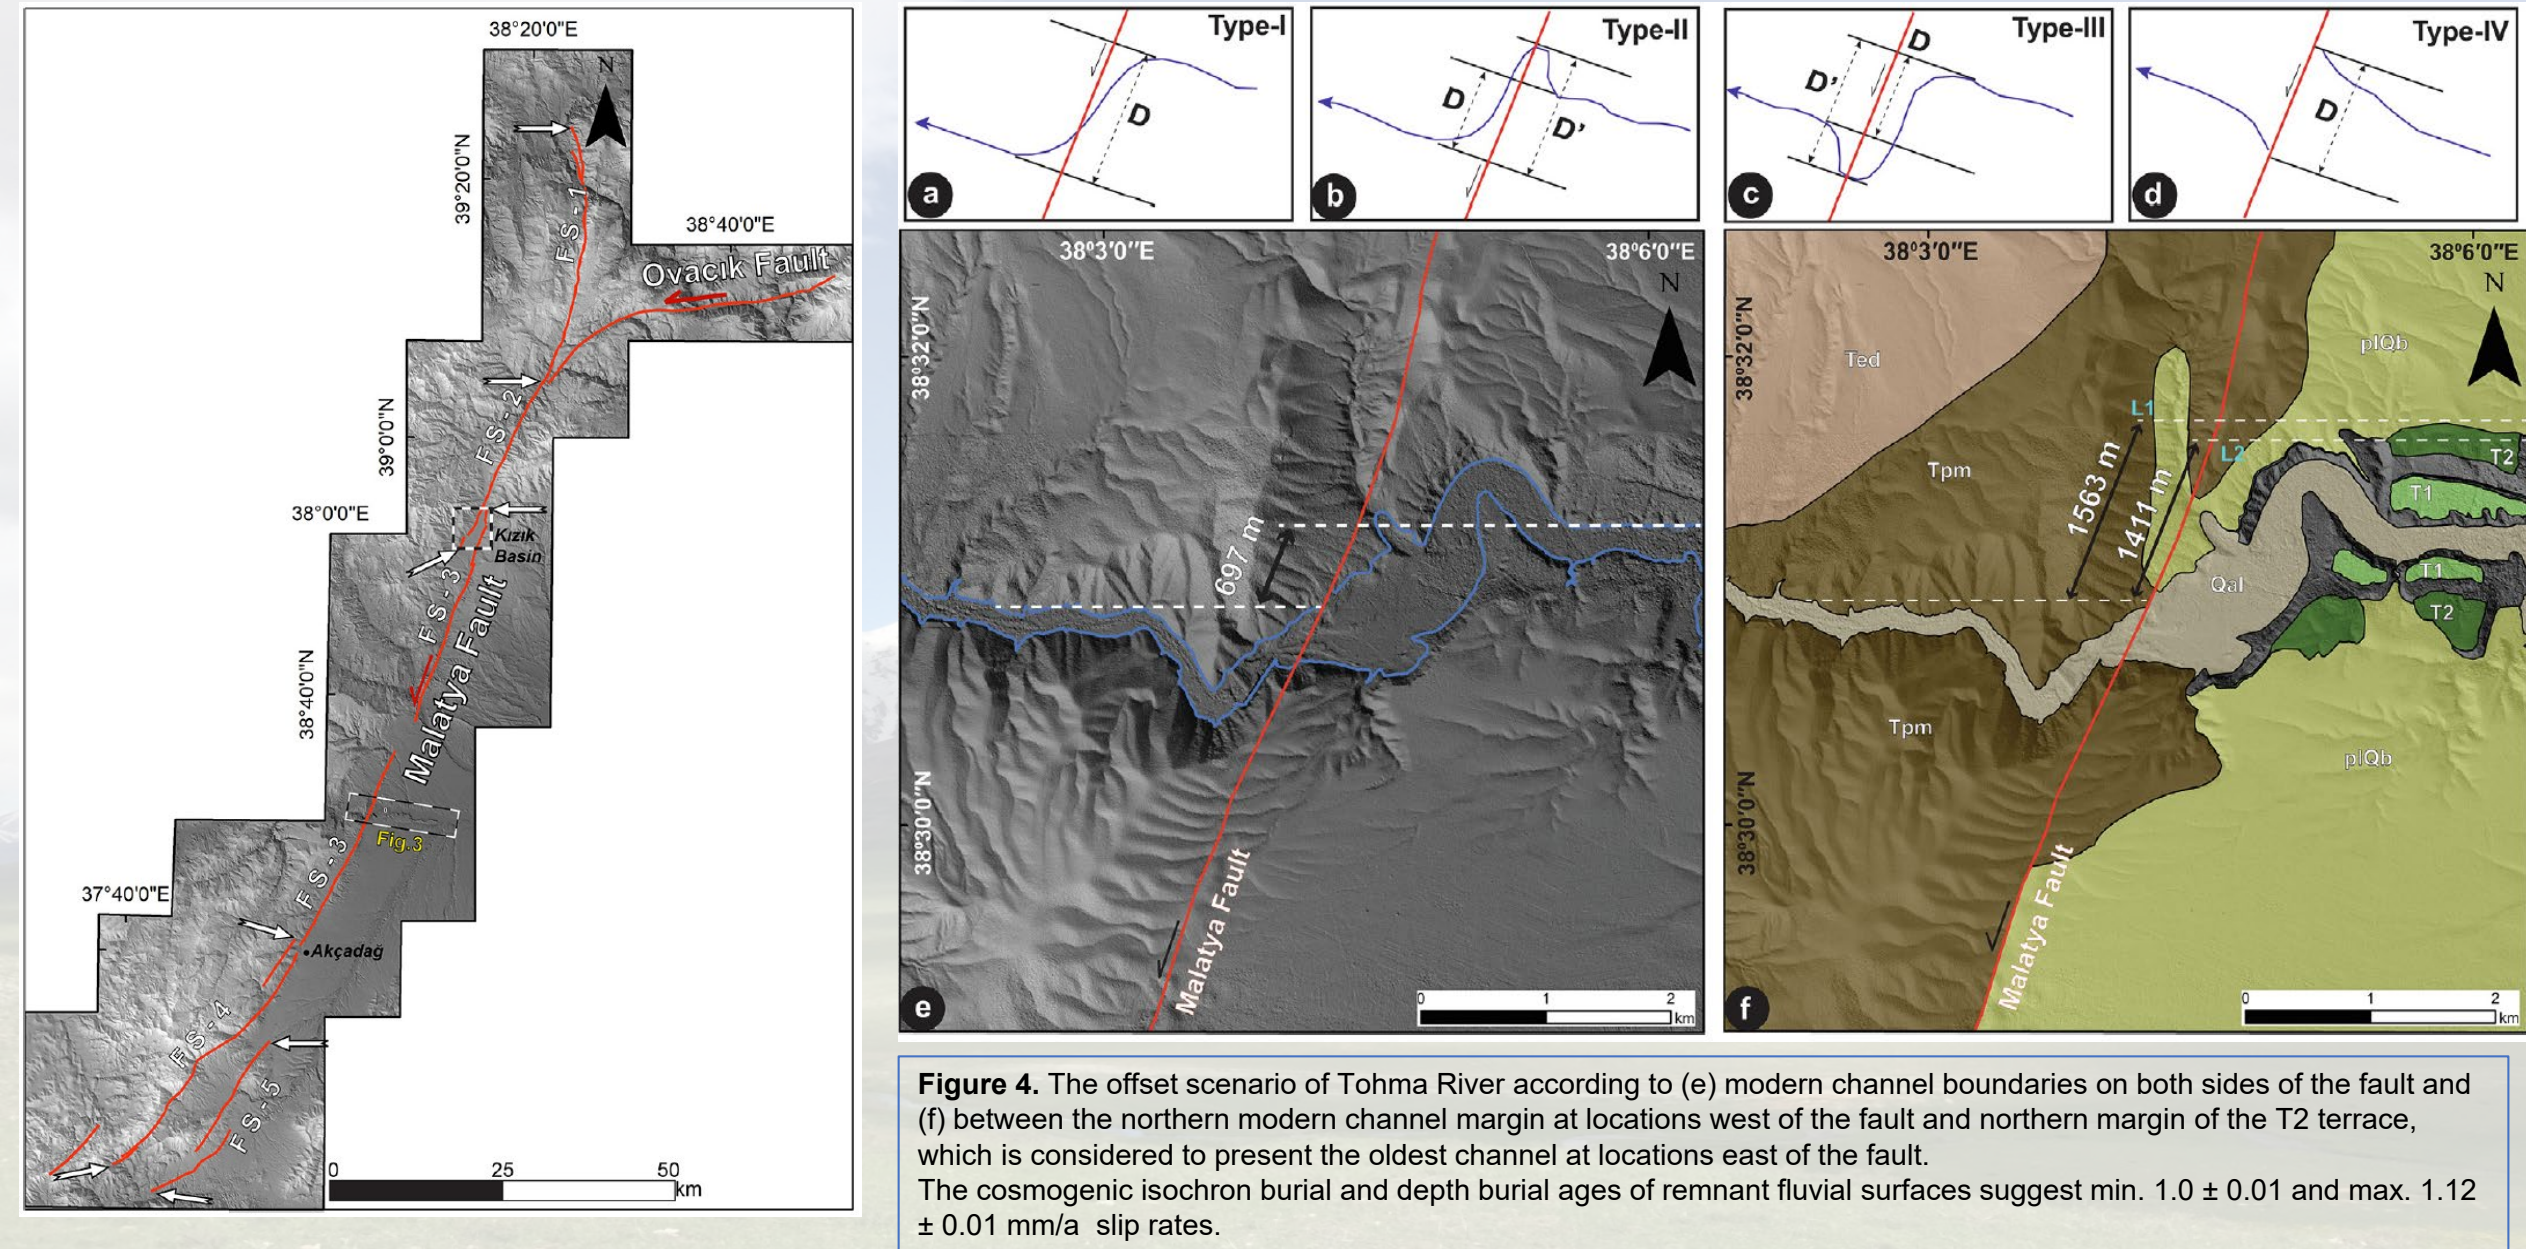 38°20'0"E
N
39°20'0"N
FS-1
38°40'0"E
Ovacık Fault
FS-2
39°0'0"N
38°0'0"E
Kızık
Basin
FS-3
Malatya Fault
38°40'0"N
Fig.3
FS-3
37°40'0"E
Akçadağ
FS-4
FS-5
0 25 50
km
Type-I
D
a
Type-II
D
D'
b
Type-III
D'
D
c
Type-IV
D
d
38°3'0"E
38°6'0"E
N
38°32'0"N
697 m
38°30'0"N
Malatya Fault
e
0 1 2
km
38°3'0"E
38°6'0"E
N
38°32'0"N
Ted
plQb
L1
L2
Tpm
1563 m
1411 m
T2
T1
Qal
T1
T2
Tpm
plQb
38°30'0"N
Malatya Fault
f
0 1 2
km
Figure 4. The offset scenario of Tohma River according to (e) modern channel boundaries on both sides of the fault and
(f) between the northern modern channel margin at locations west of the fault and northern margin of the T2 terrace,
which is considered to present the oldest channel at locations east of the fault.
The cosmogenic isochron burial and depth burial ages of remnant fluvial surfaces suggest min. 1.0 ± 0.01 and max. 1.12
± 0.01 mm/a slip rates.